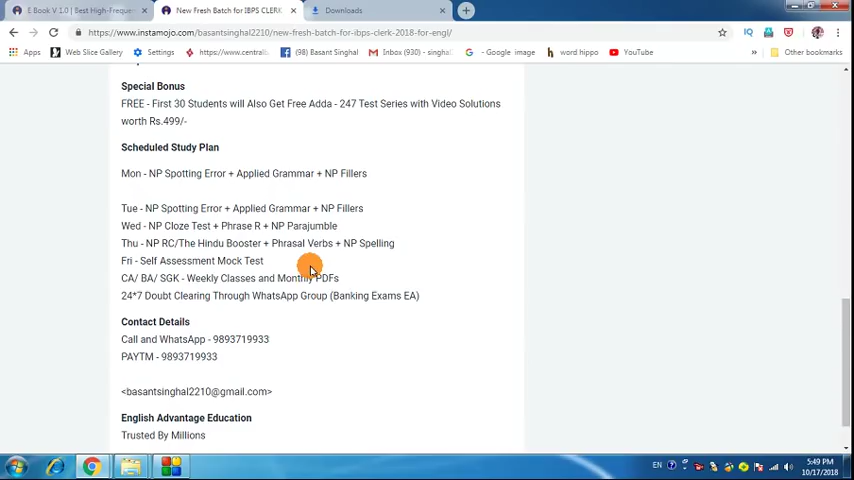 E Book V 1.0 | Best High-Freque
New Fresh Batch for IBPS CLERK
Downloads
https://www.instamojo.com/basantsinghal2210/new-fresh-batch-for-ibps-clerk-2018-for-engl/
Apps
Web Slice Gallery
Settings
https://www.centrali
(98) Basant Singhal
Inbox (930) - singha
- Google image
word hippo
YouTube
Other bookmarks
Special Bonus
FREE - First 30 Students will Also Get Free Adda - 247 Test Series with Video Solutions
worth Rs.499/-
Scheduled Study Plan
Mon - NP Spotting Error + Applied Grammar + NP Fillers
Tue - NP Spotting Error + Applied Grammar + NP Fillers
Wed - NP Cloze Test + Phrase R + NP Parajumble
Thu - NP RC/The Hindu Booster + Phrasal Verbs + NP Spelling
Fri - Self Assessment Mock Test
CA/ BA/ SGK - Weekly Classes and Monthly PDFs
24*7 Doubt Clearing Through WhatsApp Group (Banking Exams EA)
Contact Details
Call and WhatsApp - 9893719933
PAYTM - 9893719933
<basantsinghal2210@gmail.com>
English Advantage Education
Trusted By Millions
EN
5:49 PM
10/17/2018